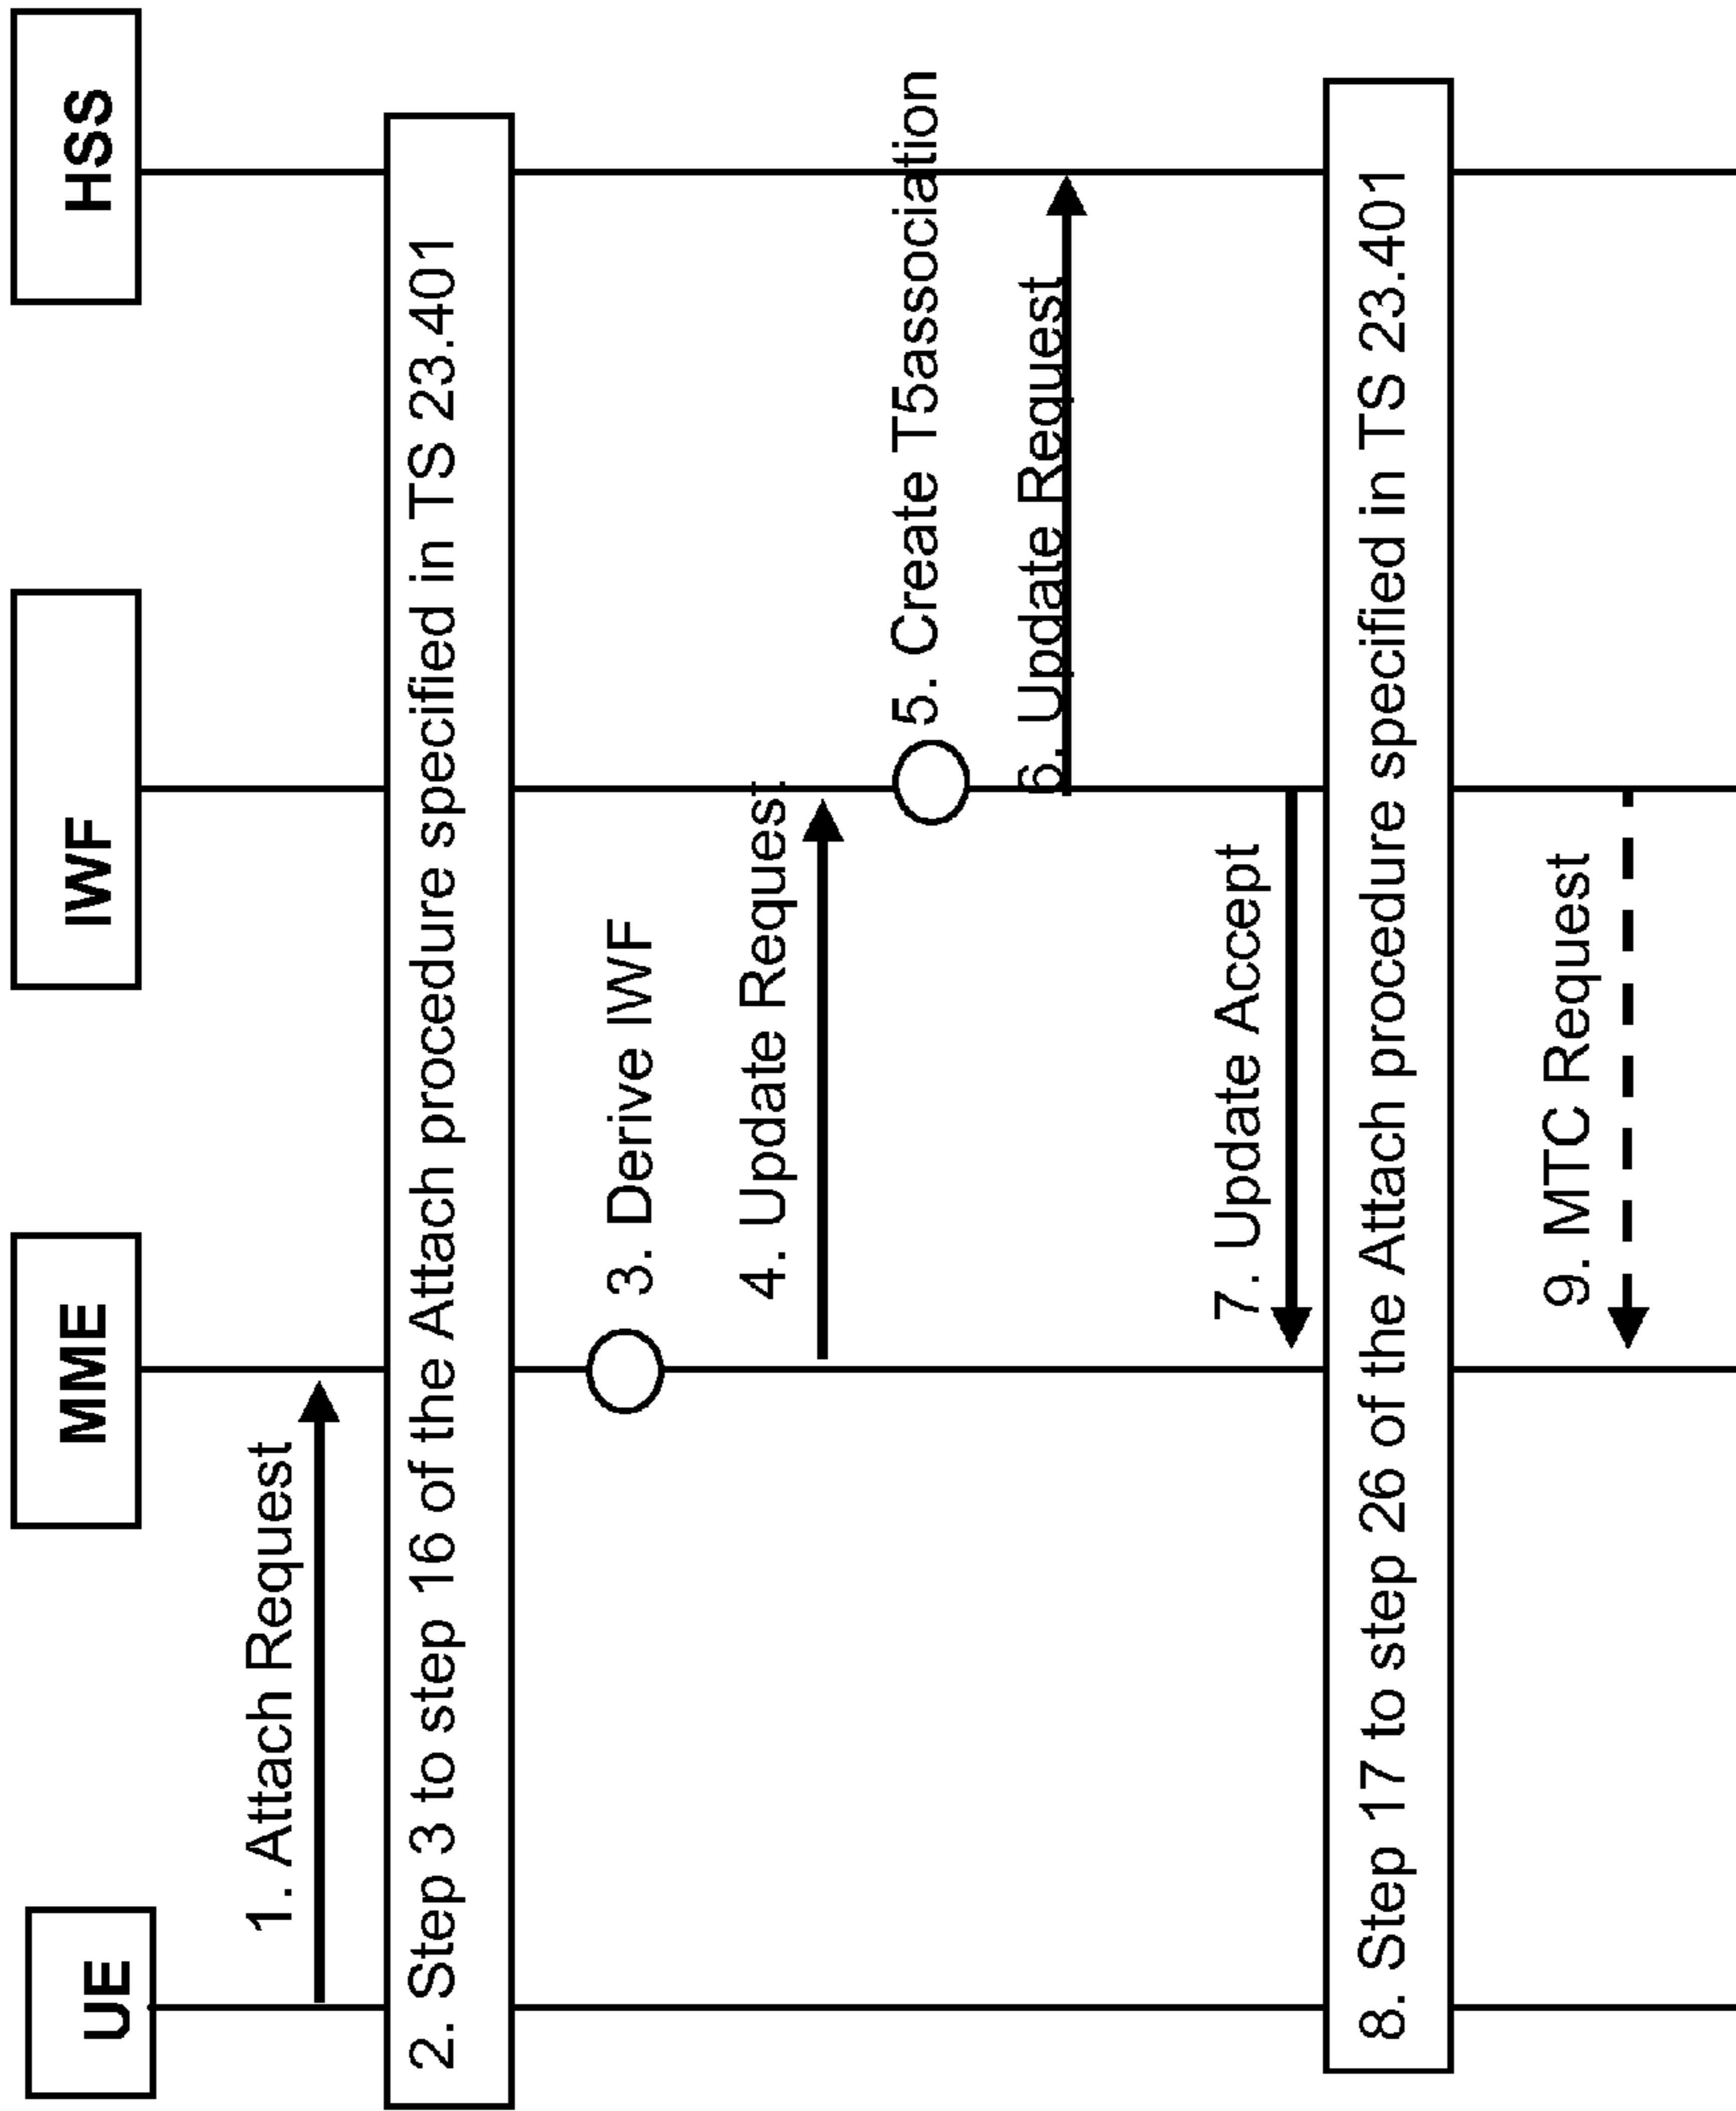 UE
MME
IWF
HSS
1. Attach Request
2. Step 3 to step 16 of the Attach procedure specified in TS 23.401
3. Derive IWF
4. Update Request
5. Create T5association
6. Update Request
7. Update Accept
8. Step 17 to step 26 of the Attach procedure specified in TS 23.401
9. MTC Request